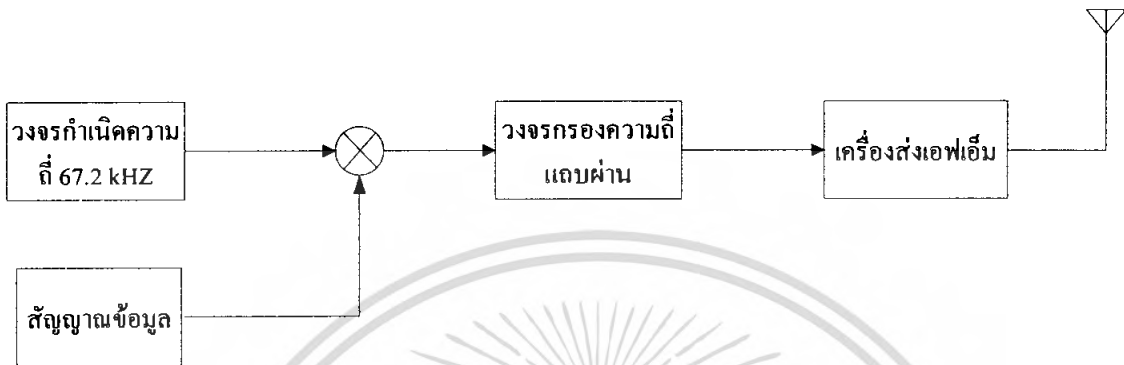 วงจรกำเนิดความ
ถี่ 67.2 kHZ
วงจรกรองความถี่
แถบผ่าน
เครื่องส่งเอฟเอ็ม
สัญญาณข้อมูล